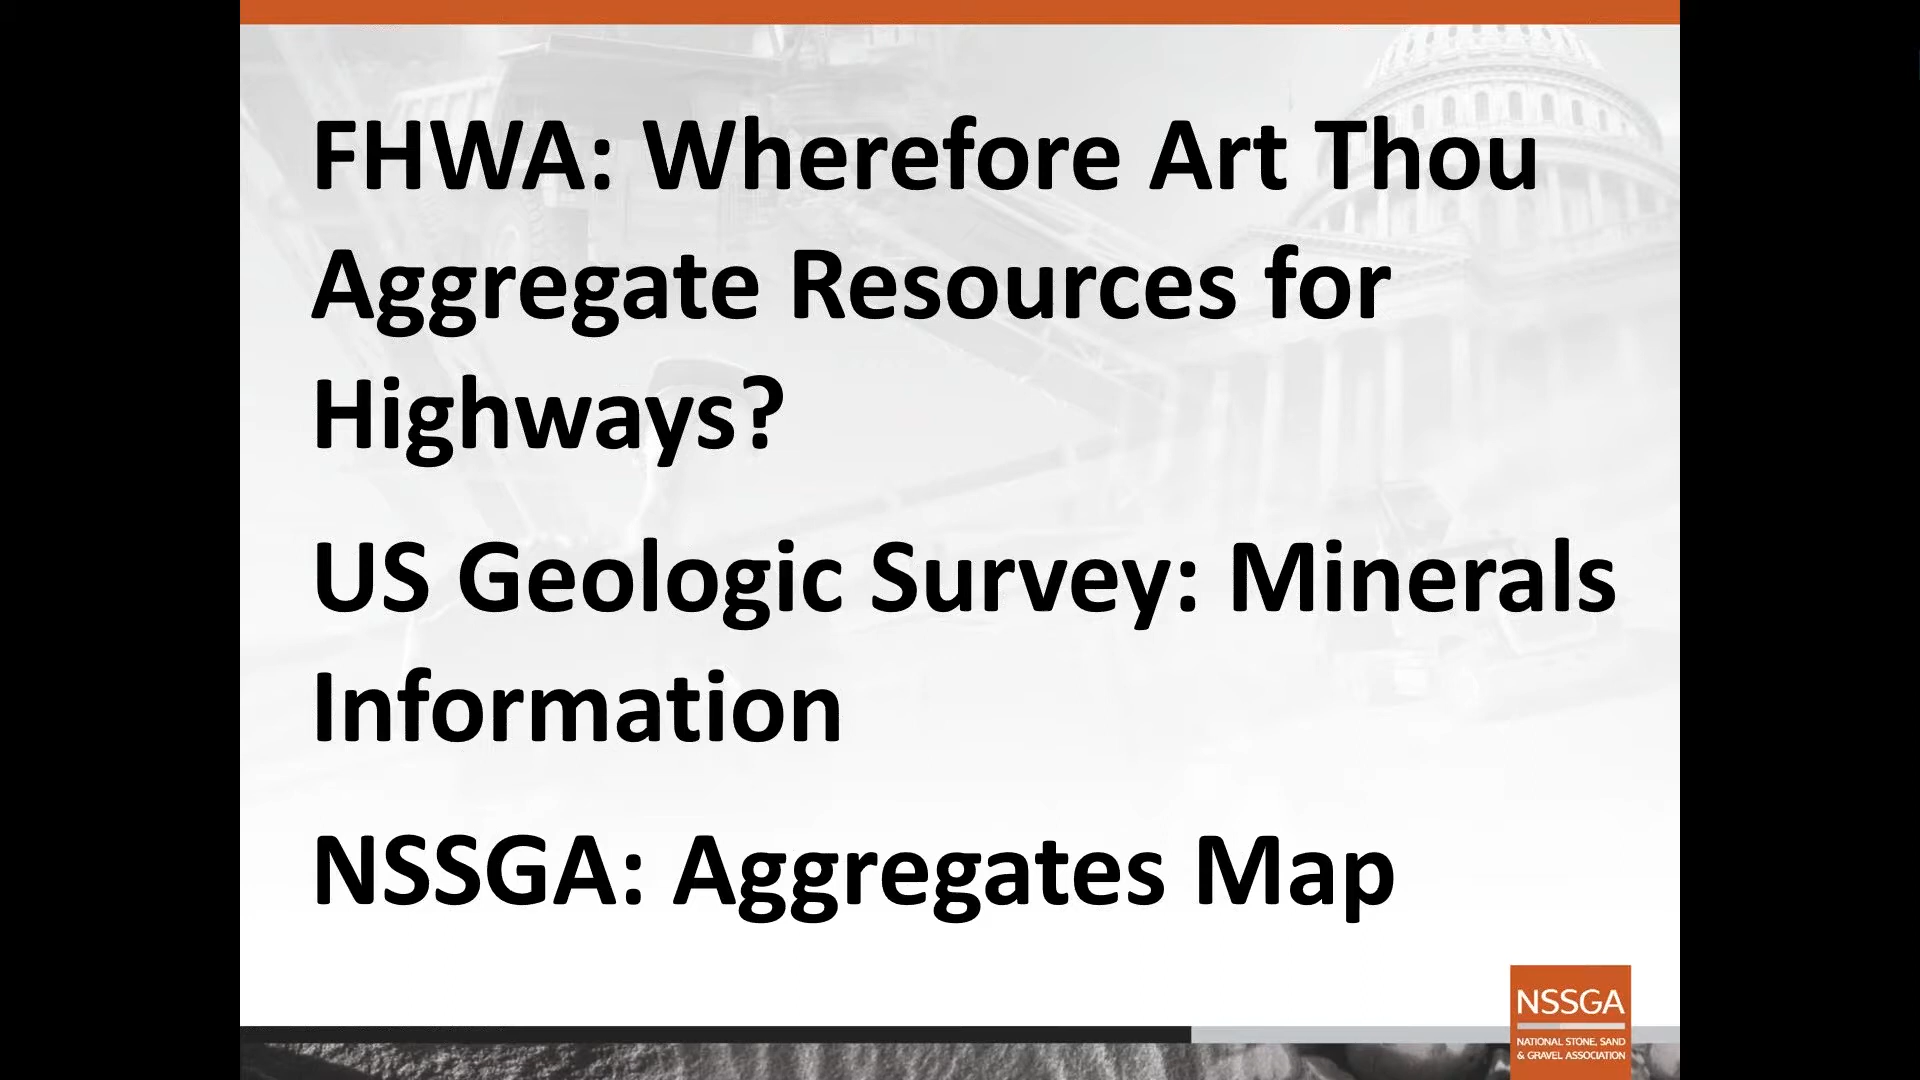 FHWA: Wherefore Art Thou
Aggregate Resources for
Highways?
US Geologic Survey: Minerals
Information
NSSGA: Aggregates Map
NSSGA
NATIONAL STONE, SAND
& GRAVEL ASSOCIATION